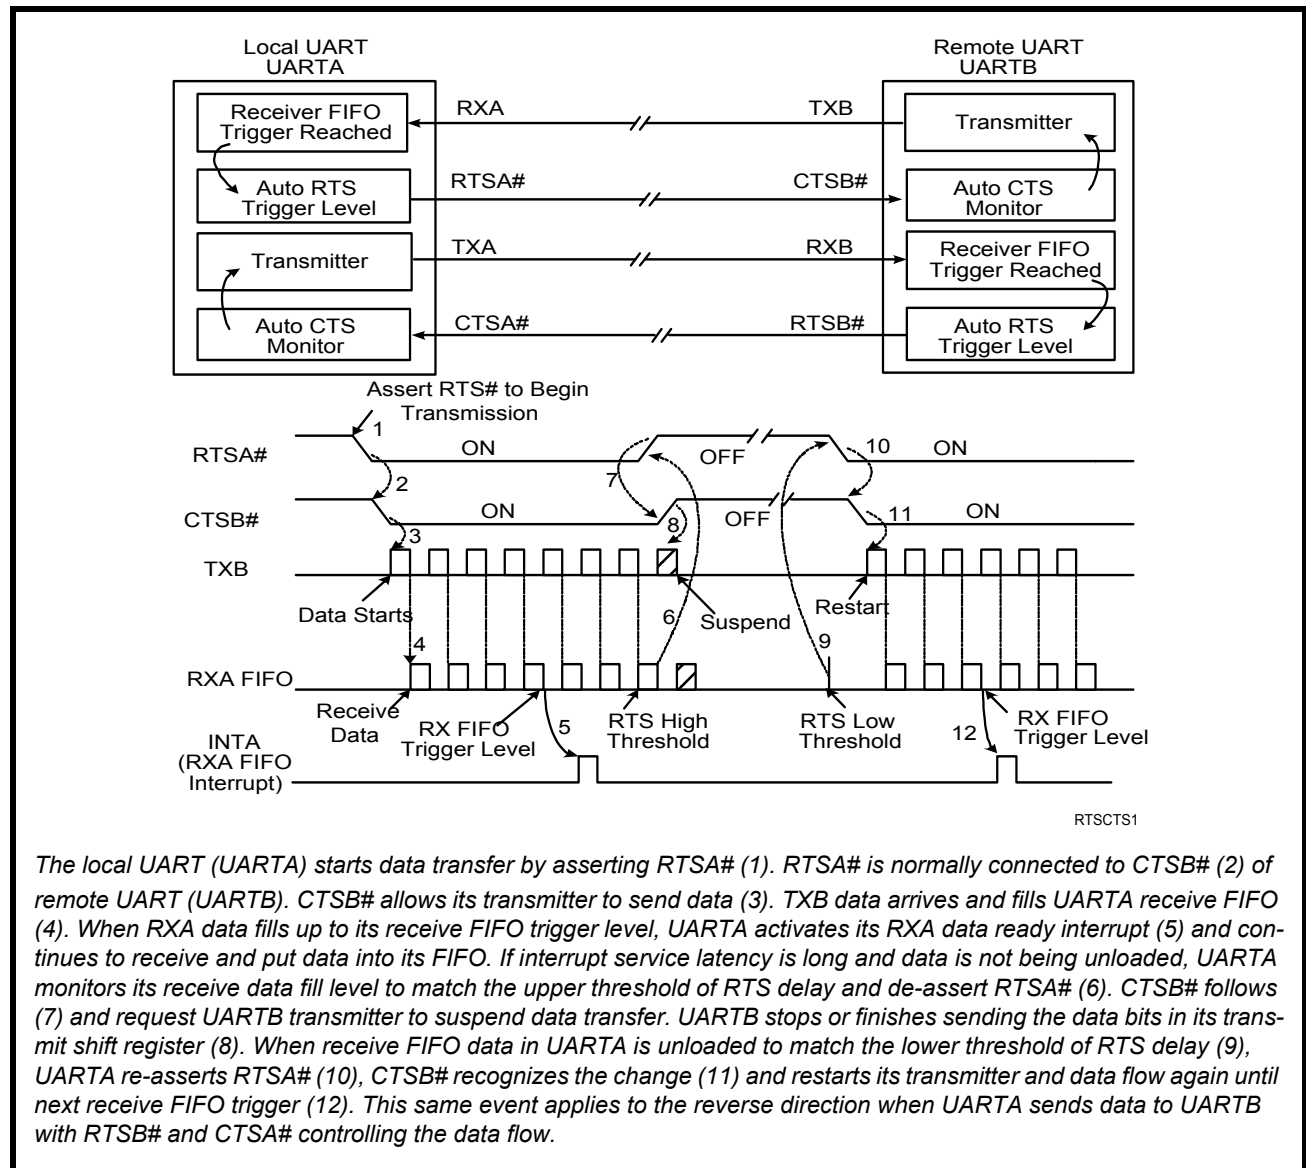 Local UART
UARTA
Remote UART
UARTB
Receiver FIFO
Trigger Reached
RXA
TXB
Transmitter
Auto RTS
Trigger Level
RTSA#
CTSB#
Auto CTS
Monitor
Transmitter
TXA
RXB
Receiver FIFO
Trigger Reached
Auto CTS
Monitor
CTSA#
RTSB#
Auto RTS
Trigger Level
Assert RTS# to Begin
Transmission
1
RTSA#
ON
7
OFF
10
ON
2
CTSB#
ON
8
OFF
11
ON
3
TXB
Data Starts
6
Suspend
Restart
4
9
RXA FIFO
Receive
Data
RX FIFO
Trigger Level
5
RTS High
Threshold
RTS Low
Threshold
12
RX FIFO
Trigger Level
INTA
(RXA FIFO
Interrupt)
RTSCTS1
The local UART (UARTA) starts data transfer by asserting RTSA# (1). RTSA# is normally connected to CTSB# (2) of
remote UART (UARTB). CTSB# allows its transmitter to send data (3). TXB data arrives and fills UARTA receive FIFO
(4). When RXA data fills up to its receive FIFO trigger level, UARTA activates its RXA data ready interrupt (5) and con-
tinues to receive and put data into its FIFO. If interrupt service latency is long and data is not being unloaded, UARTA
monitors its receive data fill level to match the upper threshold of RTS delay and de-assert RTSA# (6). CTSB# follows
(7) and request UARTB transmitter to suspend data transfer. UARTB stops or finishes sending the data bits in its trans-
mit shift register (8). When receive FIFO data in UARTA is unloaded to match the lower threshold of RTS delay (9),
UARTA re-asserts RTSA# (10), CTSB# recognizes the change (11) and restarts its transmitter and data flow again until
next receive FIFO trigger (12). This same event applies to the reverse direction when UARTA sends data to UARTB
with RTSB# and CTSA# controlling the data flow.